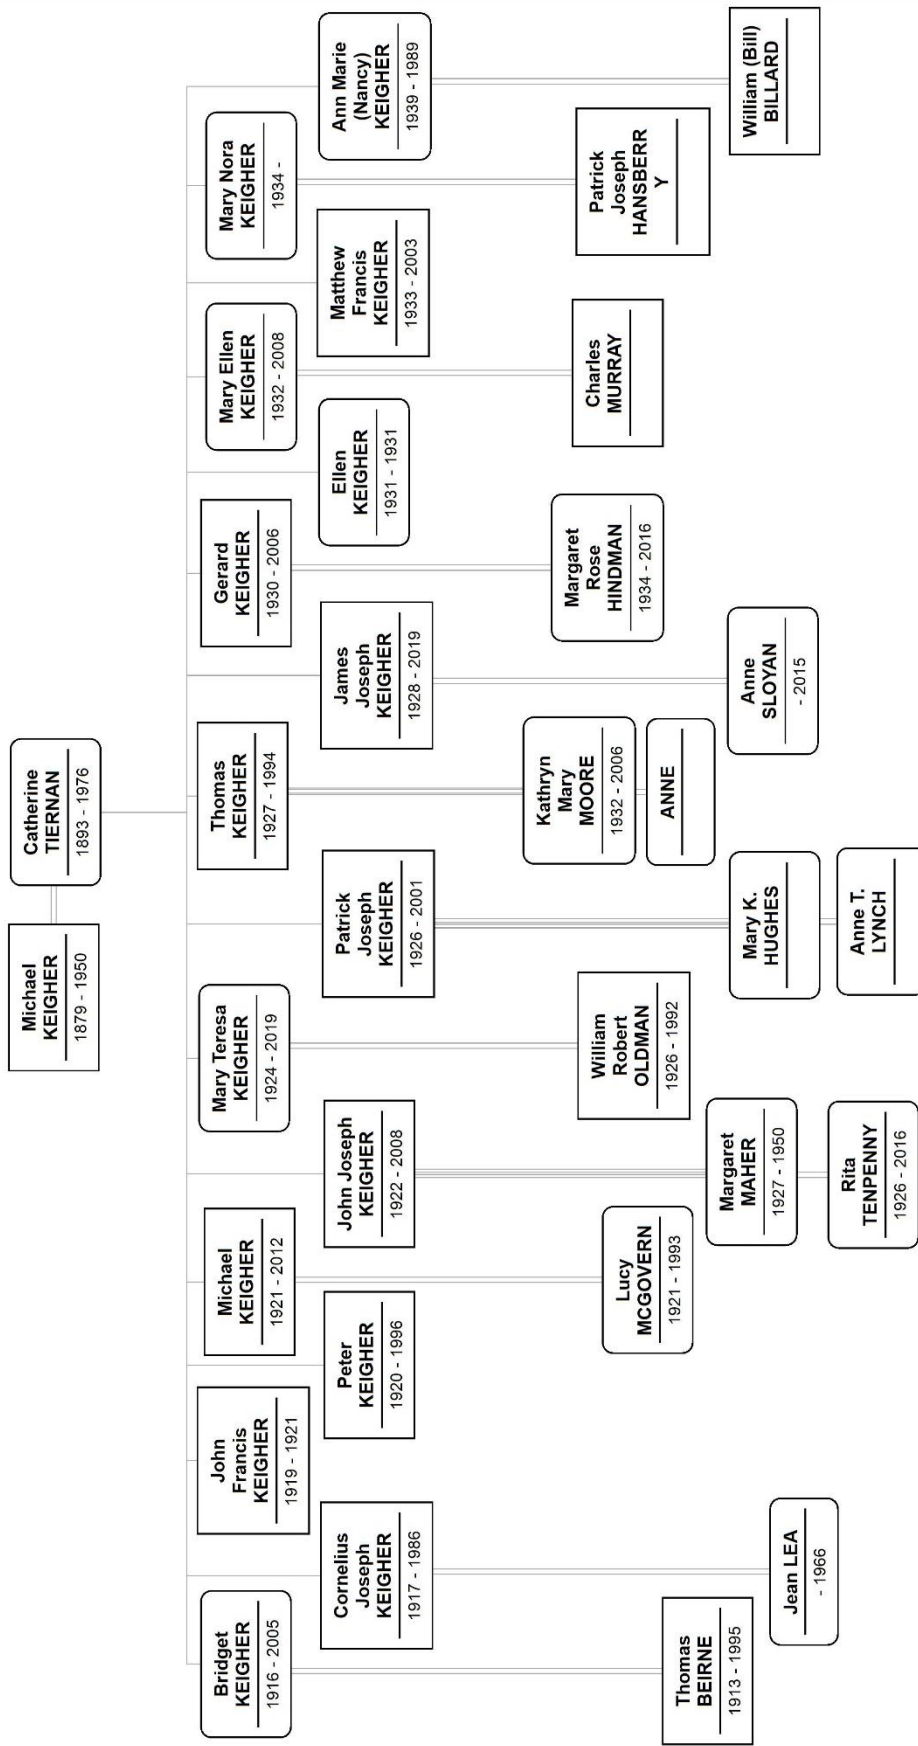 Michael
KEIGHER
1879 - 1950
Catherine
TIERNAN
1893 - 1976
Bridget
KEIGHER
1916 - 2005
Cornelius
Joseph
KEIGHER
1917 - 1986
John
Francis
KEIGHER
1919 - 1921
Peter
KEIGHER
1920 - 1996
Michael
KEIGHER
1921 - 2012
John Joseph
KEIGHER
1922 - 2008
Mary Teresa
KEIGHER
1924 - 2019
Patrick
Joseph
KEIGHER
1926 - 2001
Thomas
KEIGHER
1927 - 1994
James
Joseph
KEIGHER
1928 - 2019
Gerard
KEIGHER
1930 - 2006
Ellen
KEIGHER
1931 - 1931
Mary Ellen
KEIGHER
1932 - 2008
Matthew
Francis
KEIGHER
1933 - 2003
Mary Nora
KEIGHER
1934 -
Ann Marie
(Nancy)
KEIGHER
1939 - 1989
Thomas
BEIRNE
1913 - 1995
Jean LEA
- 1966
Lucy
MCGOVERN
1921 - 1993
Margaret
MAHER
1927 - 1950
Rita
TENPENNY
1926 - 2016
William
Robert
OLDMAN
1926 - 1992
Mary K.
HUGHES
Anne T.
LYNCH
Kathryn
Mary
MOORE
1932 - 2006
ANNE
Anne
SLOYAN
- 2015
Margaret
Rose
HINDMAN
1934 - 2016
Charles
MURRAY
Patrick
Joseph
HANSBERR
Y
William (Bill)
BILLARD